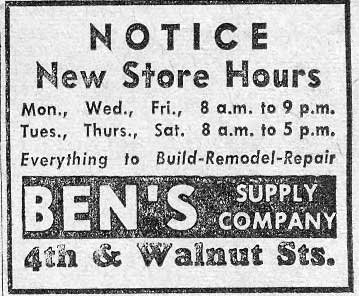 NOTICE
New Store Hours
Mon., Wed., Fri., 8 a.m. to 9 p.m.
Tues., Thurs., Sat. 8 a.m. to 5 p.m.
Everything to Build-Remodel-Repair
BEN'S SUPPLY COMPANY
4th & Walnut Sts.